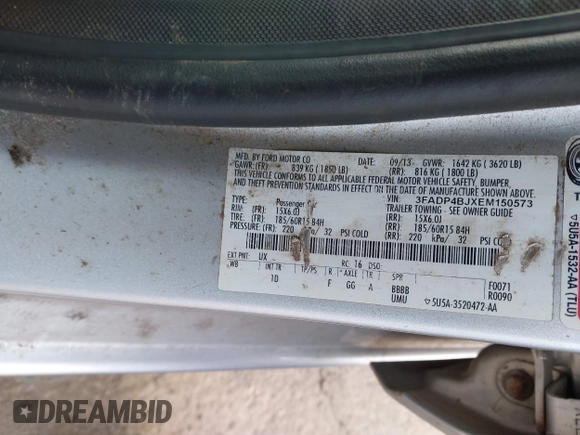 MFD. BY FORD MOTOR CO
DATE: 09/13 GVWR: 1642 KG ( 3620 LB)
GAWR: (FR): 839 KG ( 1850 LB) (RR): 816 KG ( 1800 LB)
THIS VEHICLE CONFORMS TO ALL APPLICABLE FEDERAL MOTOR VEHICLE SAFETY, BUMPER,
AND THEFT PREVENTION STANDARDS IN EFFECT ON THE DATE OF MANUFACTURE SHOWN ABOVE.
VIN: 3FADP4BJXEM150573
TYPE: Passenger TRAILER TOWING - SEE OWNER GUIDE
RIM: (FR): 15X6.0J (RR): 15X6.0J
TIRE: (FR): 185/60R15 84H (RR): 185/60R15 84H
PRESSURE: (FR): 220 kPa/ 32 PSI COLD (RR): 220 kPa/ 32 PSI COLD
EXT PNT: UX RC: 16 DSO:
WB INT TR TP/PS R AXLE TR SPR
1D F GG A BBBB UMU
F0071
R0090
5U5A-3520472-AA
5U5A-1532-AA (TLU)
DREAMBID